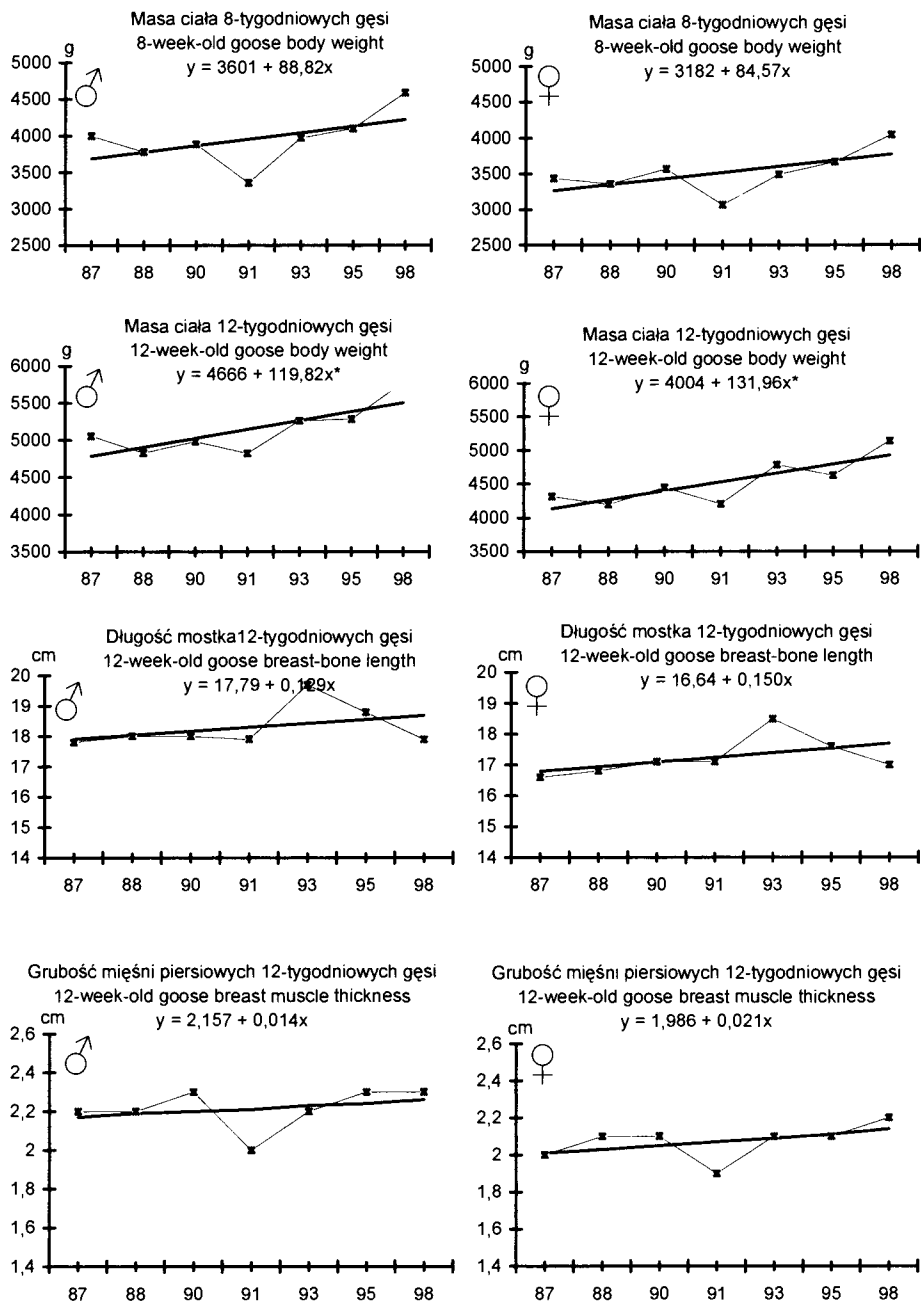 Masa ciała 8-tygodniowych gęsi
8-week-old goose body weight
y = 3601 + 88,82x
g
5000
4500
4000
3500
3000
2500
87 88 90 91 93 95 98
Masa ciała 8-tygodniowych gęsi
8-week-old goose body weight
y = 3182 + 84,57x
g
5000
4500
4000
3500
3000
2500
87 88 90 91 93 95 98
Masa ciała 12-tygodniowych gęsi
12-week-old goose body weight
y = 4666 + 119,82x*
g
6000
5500
5000
4500
4000
3500
87 88 90 91 93 95 98
Masa ciała 12-tygodniowych gęsi
12-week-old goose body weight
y = 4004 + 131,96x*
g
6000
5500
5000
4500
4000
3500
87 88 90 91 93 95 98
Długość mostka12-tygodniowych gęsi
12-week-old goose breast-bone length
y = 17,79 + 0,129x
cm
20
19
18
17
16
15
14
87 88 90 91 93 95 98
Długość mostka 12-tygodniowych gęsi
12-week-old goose breast-bone length
y = 16,64 + 0,150x
cm
20
19
18
17
16
15
14
87 88 90 91 93 95 98
Grubość mięśni piersiowych 12-tygodniowych gęsi
12-week-old goose breast muscle thickness
y = 2,157 + 0,014x
cm
2,6
2,4
2,2
2
1,8
1,6
1,4
87 88 90 91 93 95 98
Grubość mięśni piersiowych 12-tygodniowych gęsi
12-week-old goose breast muscle thickness
y = 1,986 + 0,021x
cm
2,6
2,4
2,2
2
1,8
1,6
1,4
87 88 90 91 93 95 98